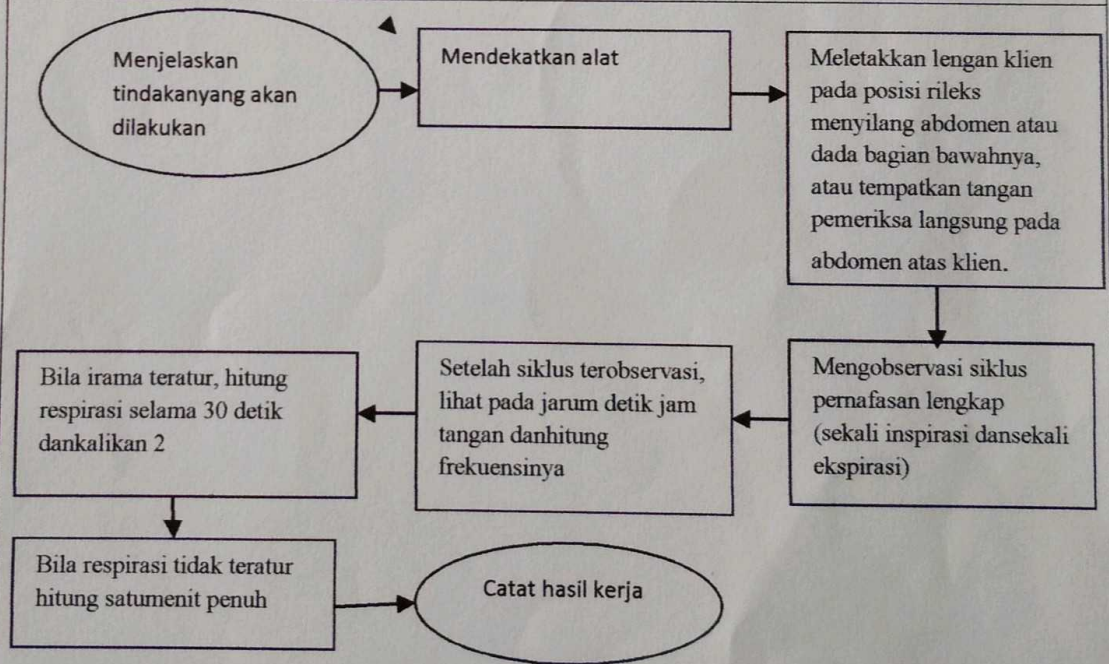 Menjelaskan
tindakanyang akan
dilakukan
Mendekatkan alat
Meletakkan lengan klien
pada posisi rileks
menyilang abdomen atau
dada bagian bawahnya,
atau tempatkan tangan
pemeriksa langsung pada
abdomen atas klien.
Mengobservasi siklus
pernafasan lengkap
(sekali inspirasi dansekali
ekspirasi)
Setelah siklus terobservasi,
lihat pada jarum detik jam
tangan danhitung
frekuensinya
Bila irama teratur, hitung
respirasi selama 30 detik
dankalikan 2
Bila respirasi tidak teratur
hitung satumenit penuh
Catat hasil kerja